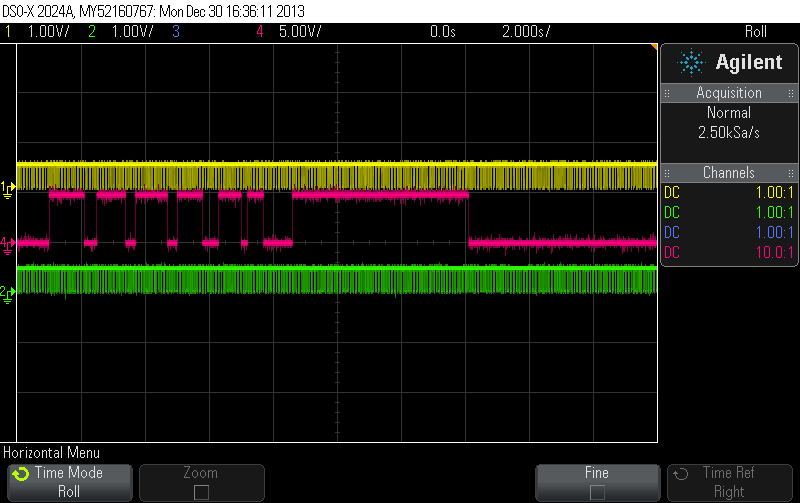 DSO-X 2024A, MY52160767: Mon Dec 30 16:36:11 2013
1 1.00V/ 2 1.00V/ 3 4 5.00V/ 0.0s 2.000s/ Roll
Agilent
Acquisition
Normal
2.50kSa/s
Channels
DC 1.00:1
DC 1.00:1
DC 1.00:1
DC 10.0:1
1
4
2
Horizontal Menu
Time Mode
Roll
Zoom
Fine
Time Ref
Right